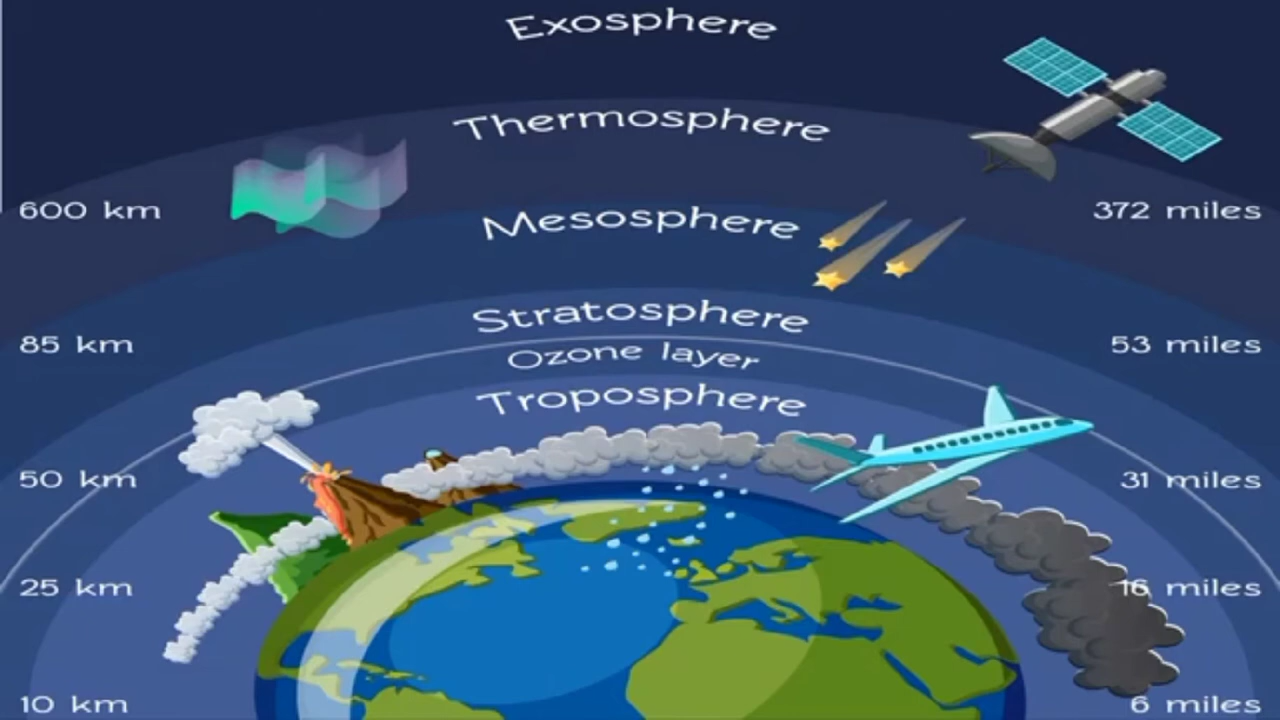 Exosphere
Thermosphere
600 km
372 miles
Mesosphere
Stratosphere
85 km
53 miles
Ozone layer
Troposphere
50 km
31 miles
25 km
16 miles
10 km
6 miles